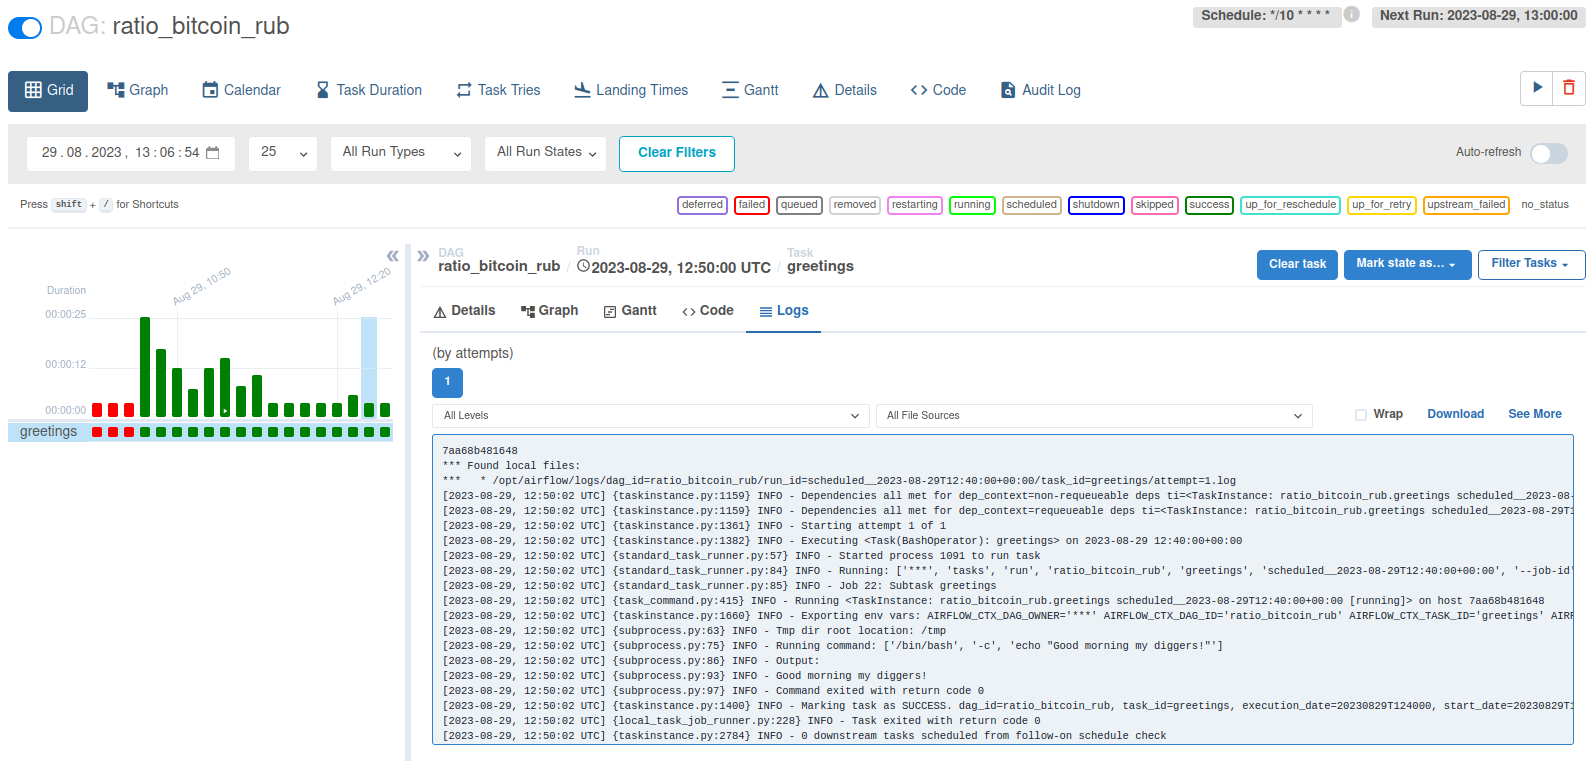 DAG: ratio_bitcoin_rub
Schedule: */10 * * * *
Next Run: 2023-08-29, 13:00:00
Grid
Graph
Calendar
Task Duration
Task Tries
Landing Times
Gantt
Details
Code
Audit Log
29.08.2023, 13:06:54
25
All Run Types
All Run States
Clear Filters
Auto-refresh
Press shift + / for Shortcuts
deferred
failed
queued
removed
restarting
running
scheduled
shutdown
skipped
success
up_for_reschedule
up_for_retry
upstream_failed
no_status
Duration
00:00:25
00:00:12
00:00:00
Aug 29, 10:50
Aug 29, 12:20
greetings
DAG
ratio_bitcoin_rub
/
Run
2023-08-29, 12:50:00 UTC
/
Task
greetings
Clear task
Mark state as...
Filter Tasks
Details
Graph
Gantt
Code
Logs
(by attempts)
1
All Levels
All File Sources
Wrap
Download
See More
7aa68b481648
*** Found local files:
***   * /opt/airflow/logs/dag_id=ratio_bitcoin_rub/run_id=scheduled__2023-08-29T12:40:00+00:00/task_id=greetings/attempt=1.log
[2023-08-29, 12:50:02 UTC] {taskinstance.py:1159} INFO - Dependencies all met for dep_context=non-requeueable deps ti=<TaskInstance: ratio_bitcoin_rub.greetings scheduled__2023-08-
[2023-08-29, 12:50:02 UTC] {taskinstance.py:1159} INFO - Dependencies all met for dep_context=requeueable deps ti=<TaskInstance: ratio_bitcoin_rub.greetings scheduled__2023-08-29T1
[2023-08-29, 12:50:02 UTC] {taskinstance.py:1361} INFO - Starting attempt 1 of 1
[2023-08-29, 12:50:02 UTC] {taskinstance.py:1382} INFO - Executing <Task(BashOperator): greetings> on 2023-08-29 12:40:00+00:00
[2023-08-29, 12:50:02 UTC] {standard_task_runner.py:57} INFO - Started process 1091 to run task
[2023-08-29, 12:50:02 UTC] {standard_task_runner.py:84} INFO - Running: ['***', 'tasks', 'run', 'ratio_bitcoin_rub', 'greetings', 'scheduled__2023-08-29T12:40:00+00:00', '--job-id'
[2023-08-29, 12:50:02 UTC] {standard_task_runner.py:85} INFO - Job 22: Subtask greetings
[2023-08-29, 12:50:02 UTC] {task_command.py:415} INFO - Running <TaskInstance: ratio_bitcoin_rub.greetings scheduled__2023-08-29T12:40:00+00:00 [running]> on host 7aa68b481648
[2023-08-29, 12:50:02 UTC] {taskinstance.py:1660} INFO - Exporting env vars: AIRFLOW_CTX_DAG_OWNER='***' AIRFLOW_CTX_DAG_ID='ratio_bitcoin_rub' AIRFLOW_CTX_TASK_ID='greetings' AIRF
[2023-08-29, 12:50:02 UTC] {subprocess.py:63} INFO - Tmp dir root location: /tmp
[2023-08-29, 12:50:02 UTC] {subprocess.py:75} INFO - Running command: ['/bin/bash', '-c', 'echo "Good morning my diggers!"']
[2023-08-29, 12:50:02 UTC] {subprocess.py:86} INFO - Output:
[2023-08-29, 12:50:02 UTC] {subprocess.py:93} INFO - Good morning my diggers!
[2023-08-29, 12:50:02 UTC] {subprocess.py:97} INFO - Command exited with return code 0
[2023-08-29, 12:50:02 UTC] {taskinstance.py:1400} INFO - Marking task as SUCCESS. dag_id=ratio_bitcoin_rub, task_id=greetings, execution_date=20230829T124000, start_date=20230829T1
[2023-08-29, 12:50:02 UTC] {local_task_job_runner.py:228} INFO - Task exited with return code 0
[2023-08-29, 12:50:02 UTC] {taskinstance.py:2784} INFO - 0 downstream tasks scheduled from follow-on schedule check